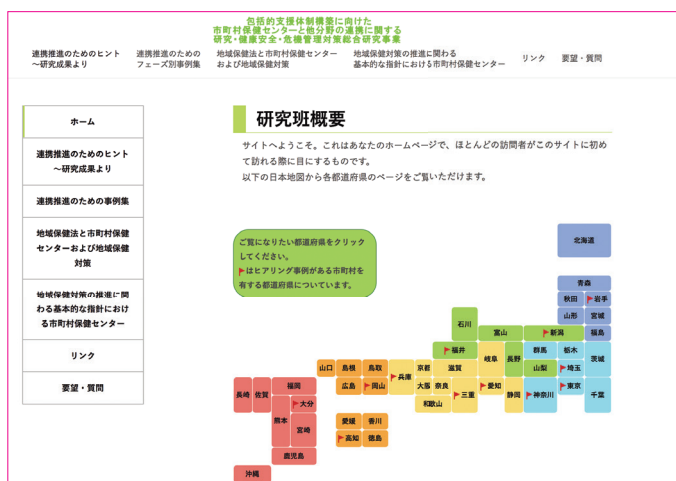 包括的支援体制構築に向けた
市町村保健センターと他分野の連携に関する
研究・健康安全・危機管理対策総合研究事業
連携推進のためのヒント
～研究成果より
連携推進のための
フェーズ別事例集
地域保健法と市町村保健センター
および地域保健対策
地域保健対策の推進に関わる
基本的な指針における市町村保健センター
リンク
要望・質問
ホーム
連携推進のためのヒント
～研究成果より
連携推進のための事例集
地域保健法と市町村保健
センターおよび地域保健
対策
地域保健対策の推進に関
わる基本的な指針におけ
る市町村保健センター
リンク
要望・質問
研究班概要
サイトへようこそ。これはあなたのホームページで、ほとんどの訪問者がこのサイトに初め
て訪れる際に目にするものです。
以下の日本地図から各都道府県のページをご覧いただけます。
ご覧になりたい都道府県をクリック
してください。
はヒアリング事例がある市町村を
有する都道府県についています。
北海道
青森
秋田 岩手
山形 宮城
石川 富山 新潟 福島
福井 岐阜 長野 群馬 栃木 茨城
山口 島根 鳥取 兵庫 京都 滋賀 山梨 埼玉
長崎 佐賀 福岡 広島 岡山 大阪 奈良 三重 愛知 静岡 神奈川 東京 千葉
熊本 大分 和歌山
宮崎 愛媛 香川
高知 徳島
鹿児島
沖縄